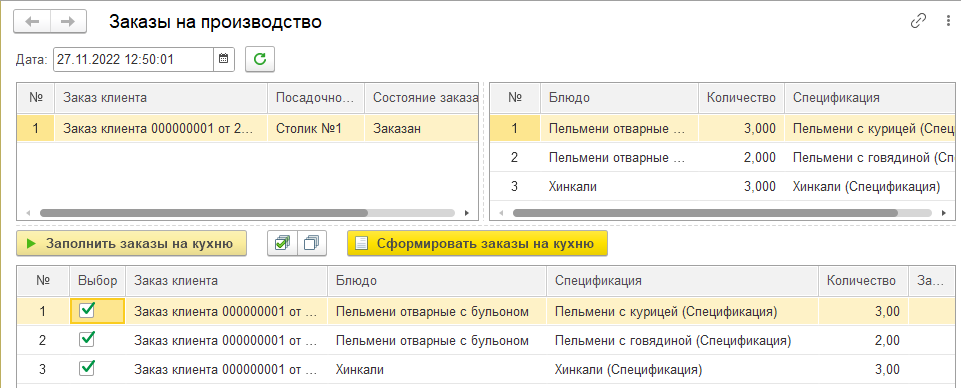 Заказы на производство
Дата: 27.11.2022 12:50:01
№ Заказ клиента Посадочно... Состояние заказа
1 Заказ клиента 000000001 от 2... Столик №1 Заказан
№ Блюдо Количество Спецификация
1 Пельмени отварные ... 3,000 Пельмени с курицей (Спец
2 Пельмени отварные ... 2,000 Пельмени с говядиной (Сп
3 Хинкали 3,000 Хинкали (Спецификация)
Заполнить заказы на кухню Сформировать заказы на кухню
№ Выбор Заказ клиента Блюдо Спецификация Количество За...
1 Заказ клиента 000000001 от ... Пельмени отварные с бульоном Пельмени с курицей (Спецификация) 3,00
2 Заказ клиента 000000001 от ... Пельмени отварные с бульоном Пельмени с говядиной (Спецификация) 2,00
3 Заказ клиента 000000001 от ... Хинкали Хинкали (Спецификация) 3,00